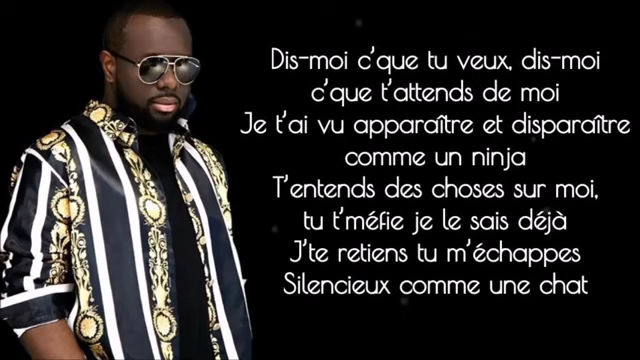 Dis-moi c'que tu veux, dis-moi
c'que t'attends de moi
Je t'ai vu apparaître et disparaître
comme un ninja
T'entends des choses sur moi,
tu t'méfie je le sais déjà
J'te retiens tu m'échappes
Silencieux comme une chat